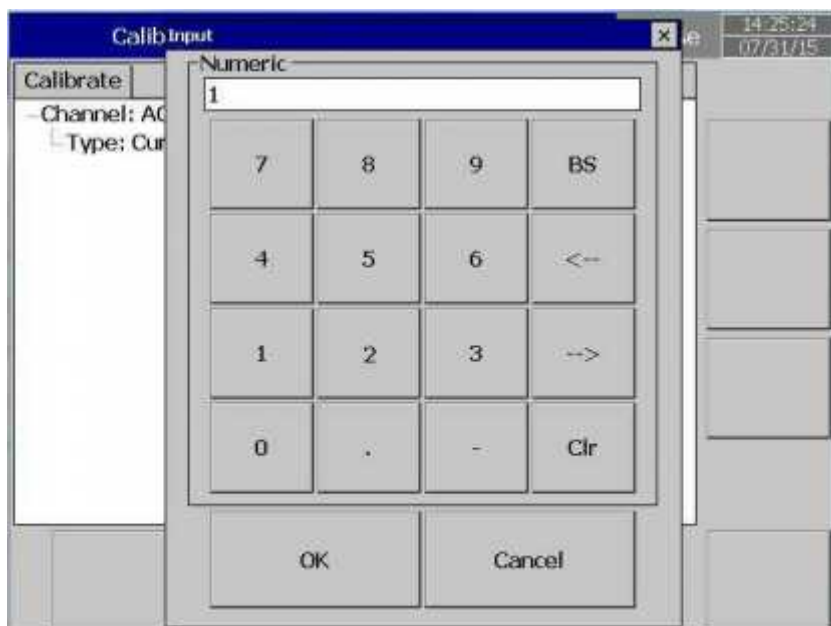 Calib
Input
14:25:24
07/31/15
Calibrate
Numeric
1
Channel: AC
Type: Cur
7 8 9 BS
4 5 6 <--
1 2 3 -->
0 . - Clr
OK Cancel